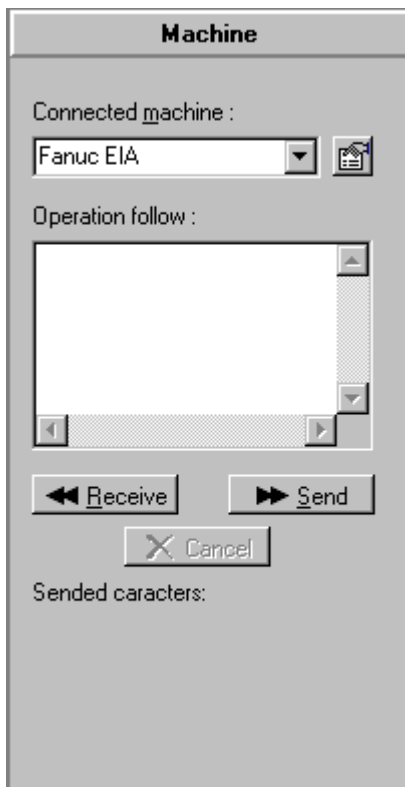 Machine
Connected machine :
Fanuc EIA
Operation follow :
Receive
Send
Cancel
Sended caracters: